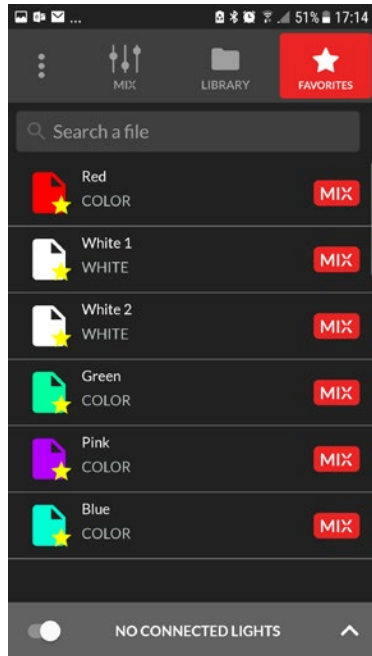 ... 51% 17:14
MIX
LIBRARY
FAVORITES
Search a file
Red
COLOR
MIX
White 1
WHITE
MIX
White 2
WHITE
MIX
Green
COLOR
MIX
Pink
COLOR
MIX
Blue
COLOR
MIX
NO CONNECTED LIGHTS